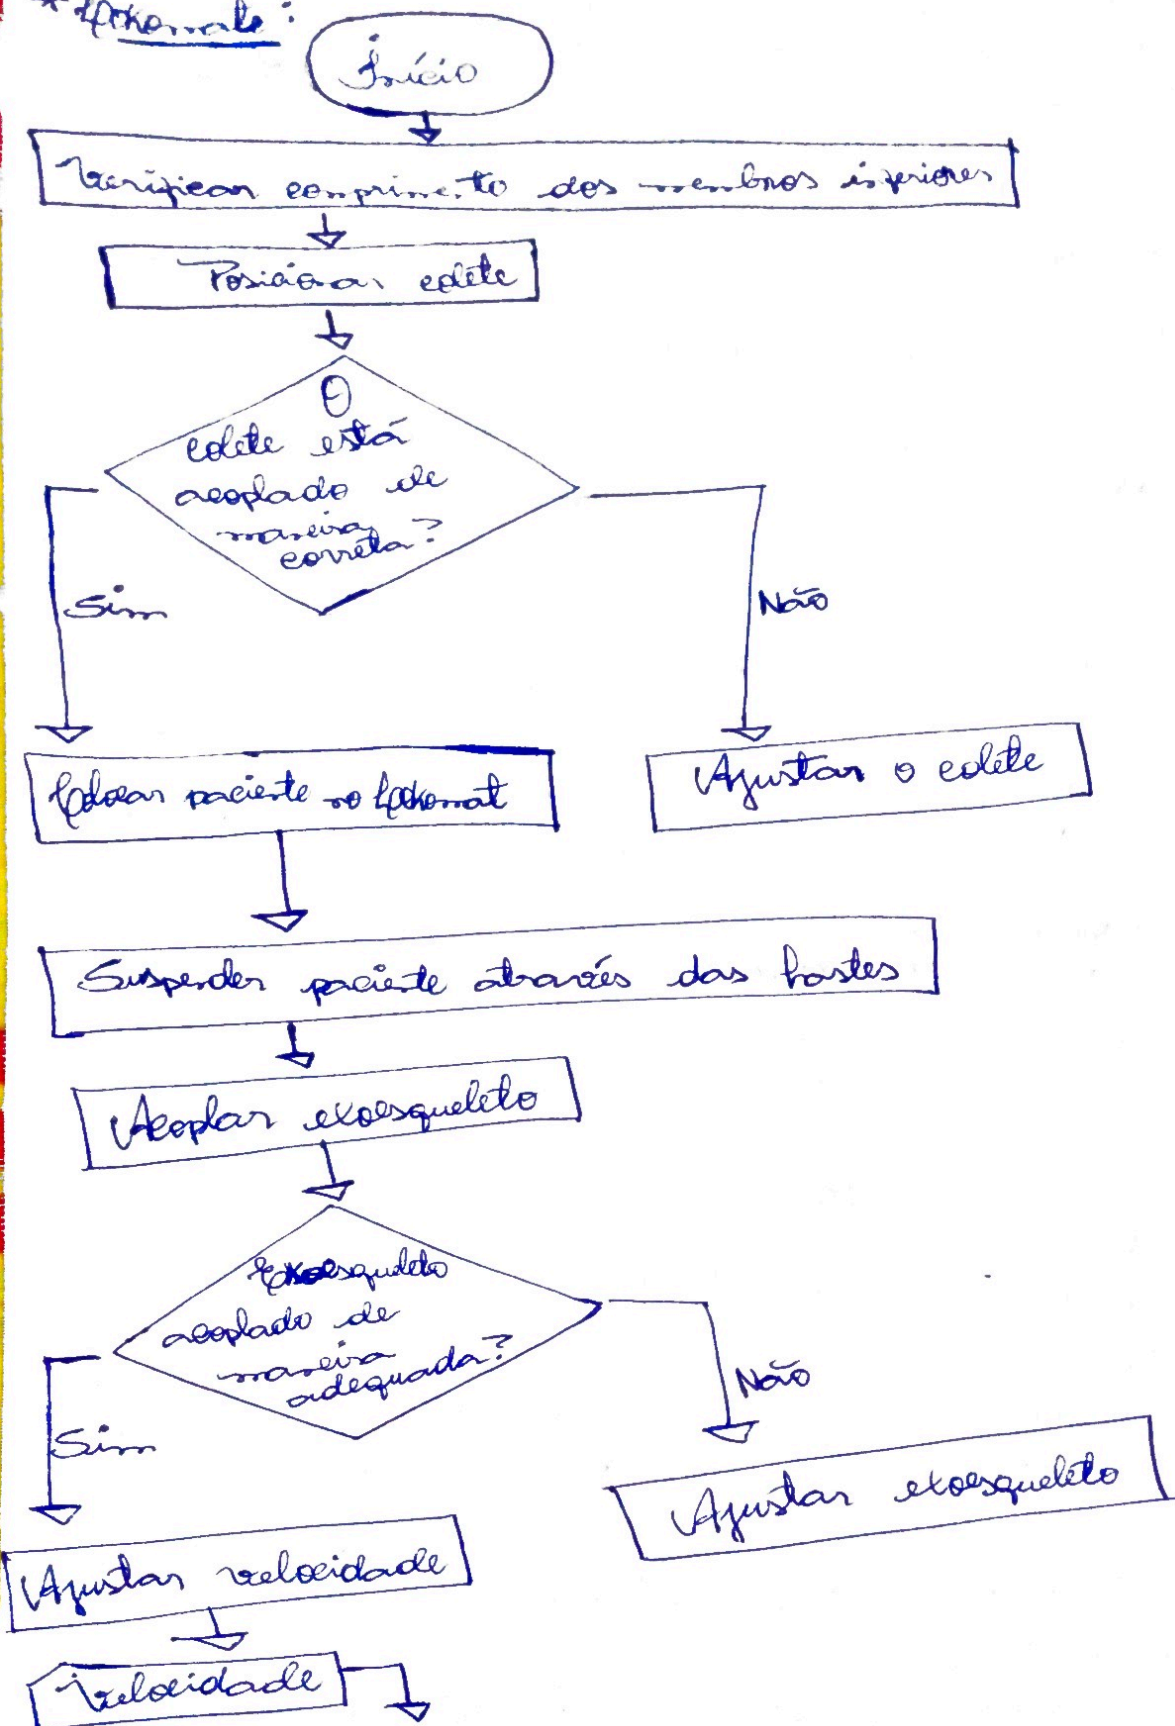 * Lokomat:
Início
Verificar comprimento dos membros inferiores
Posicionar colete
O
colete está
acoplado de
maneira
correta?
Sim
Não
Colocar paciente no Lokomat
Ajustar o colete
Suspender paciente através das hastes
Acoplar exoesqueleto
Exoesqueleto
acoplado de
maneira
adequada?
Sim
Não
Ajustar exoesqueleto
Ajustar velocidade
Velocidade